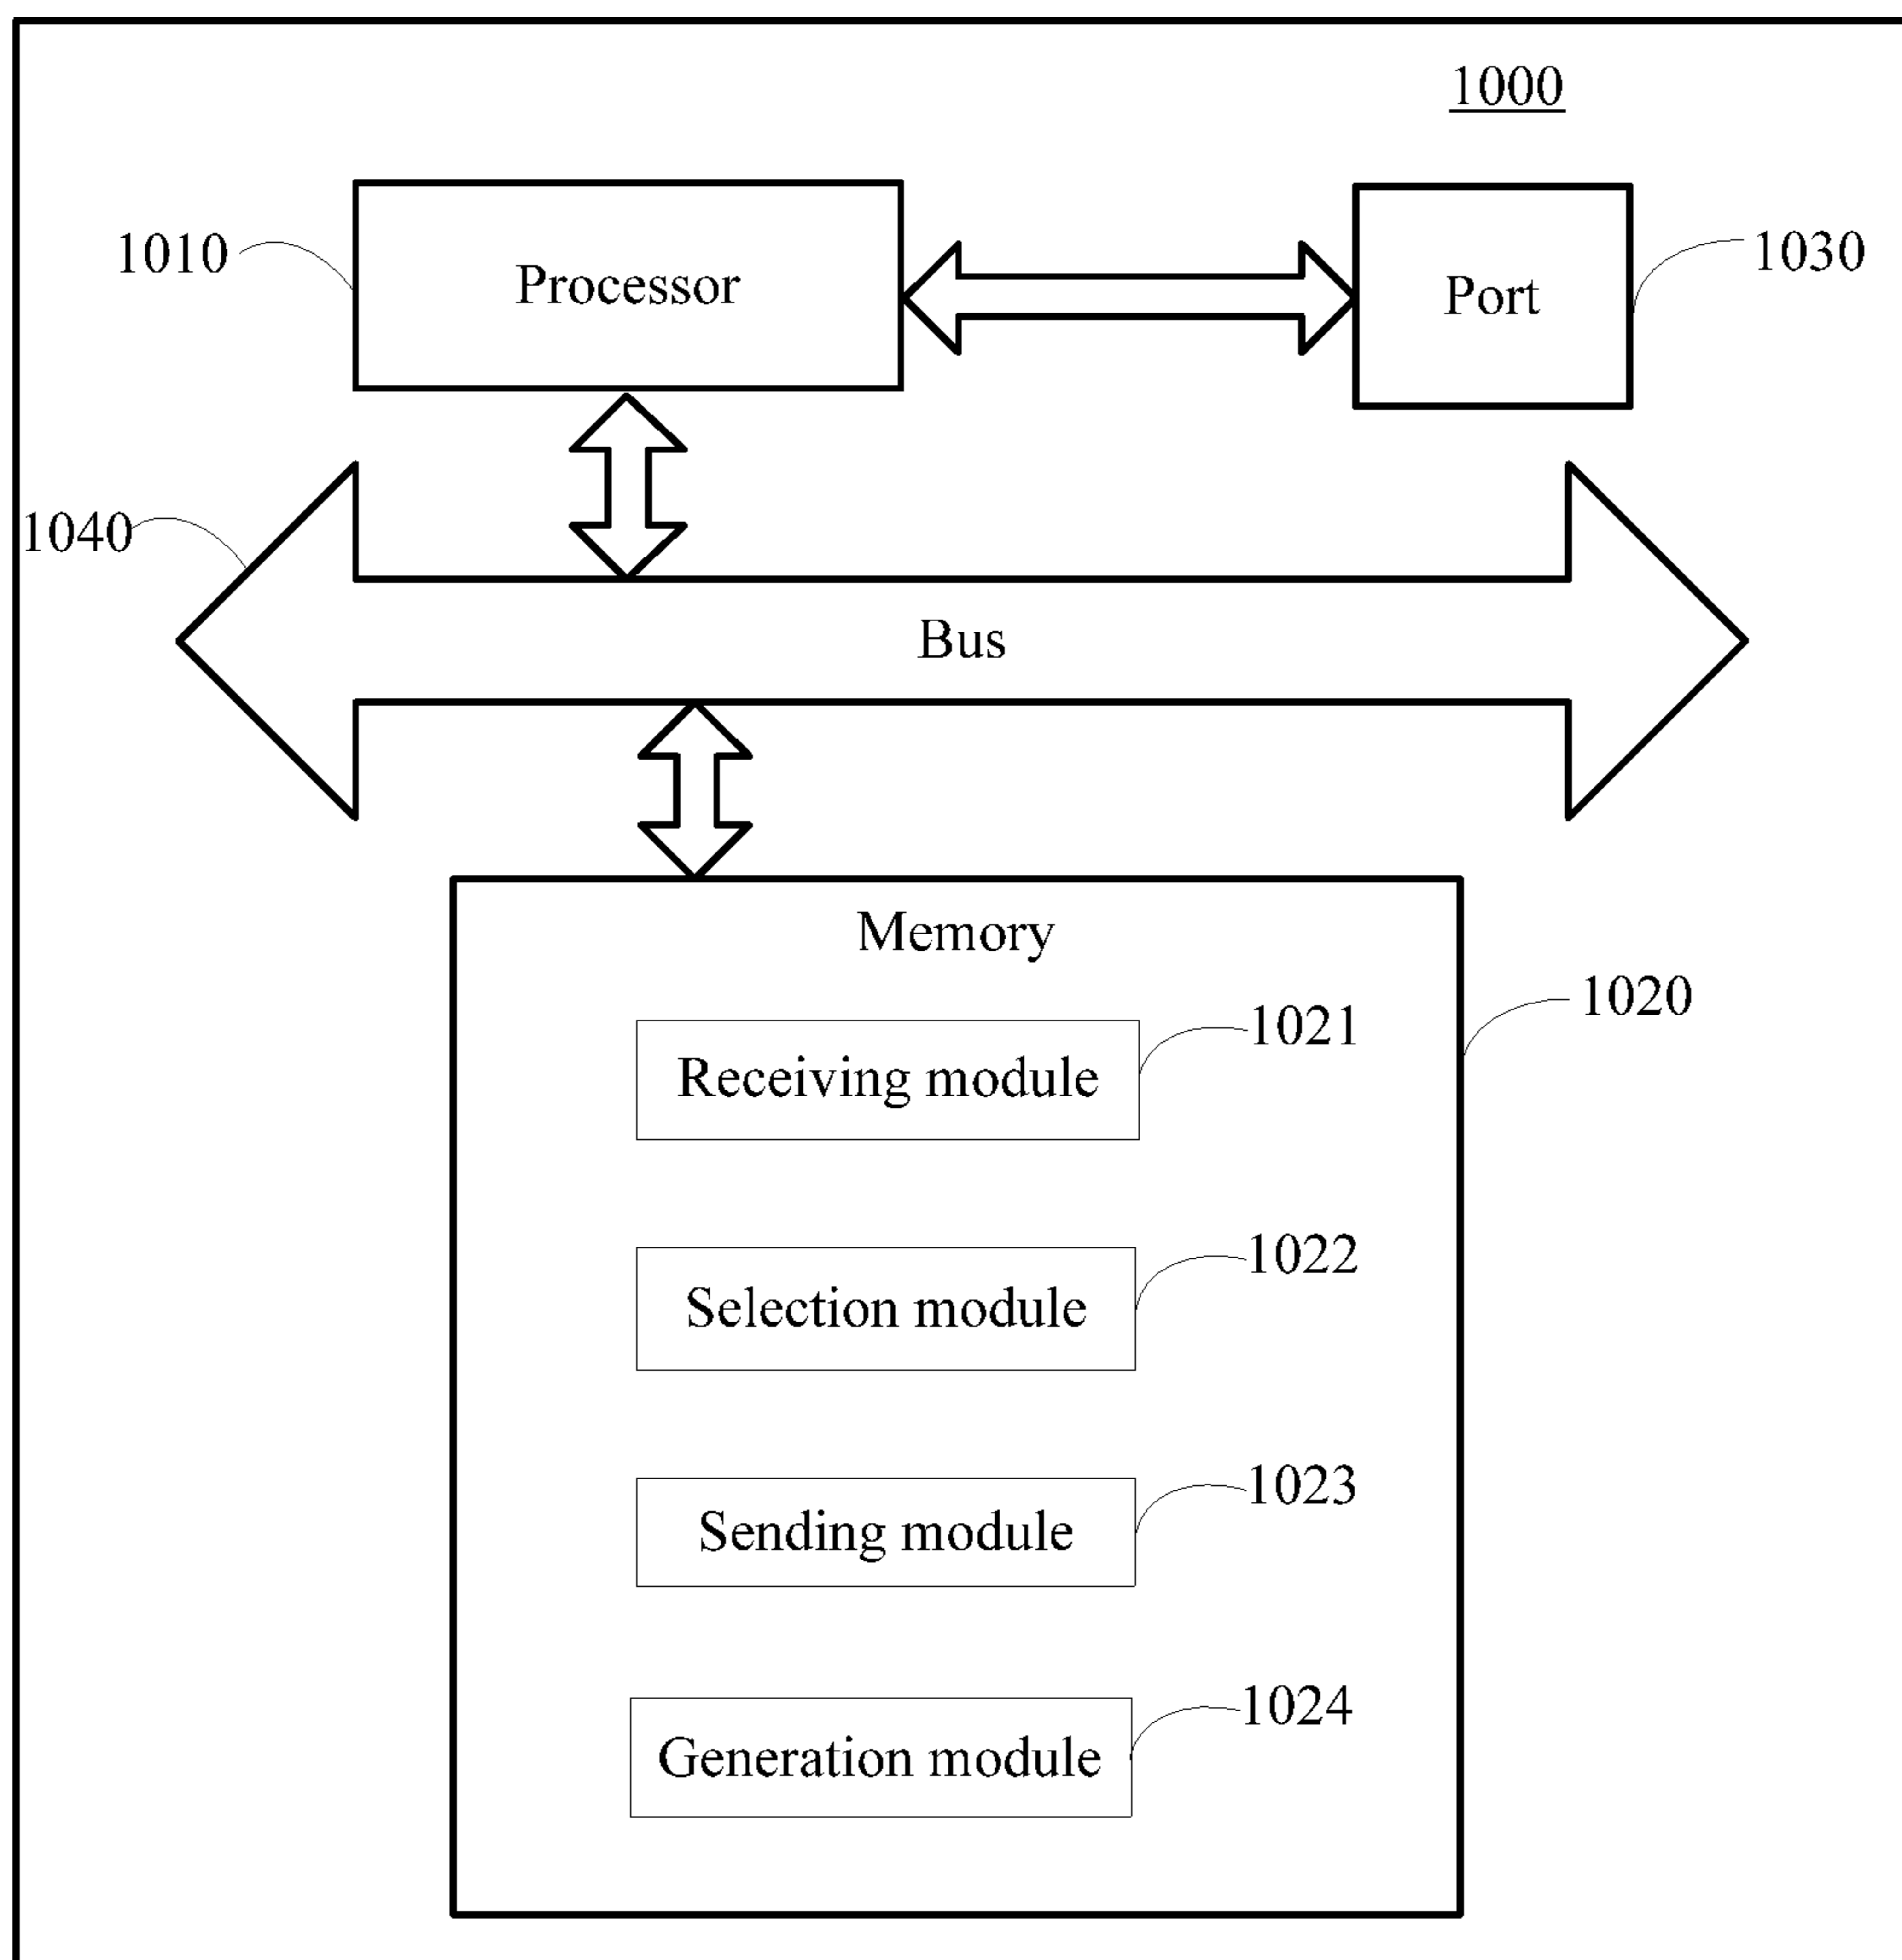 1000
1010
Processor
Port
1030
1040
Bus
Memory
1020
1021
Receiving module
1022
Selection module
1023
Sending module
1024
Generation module